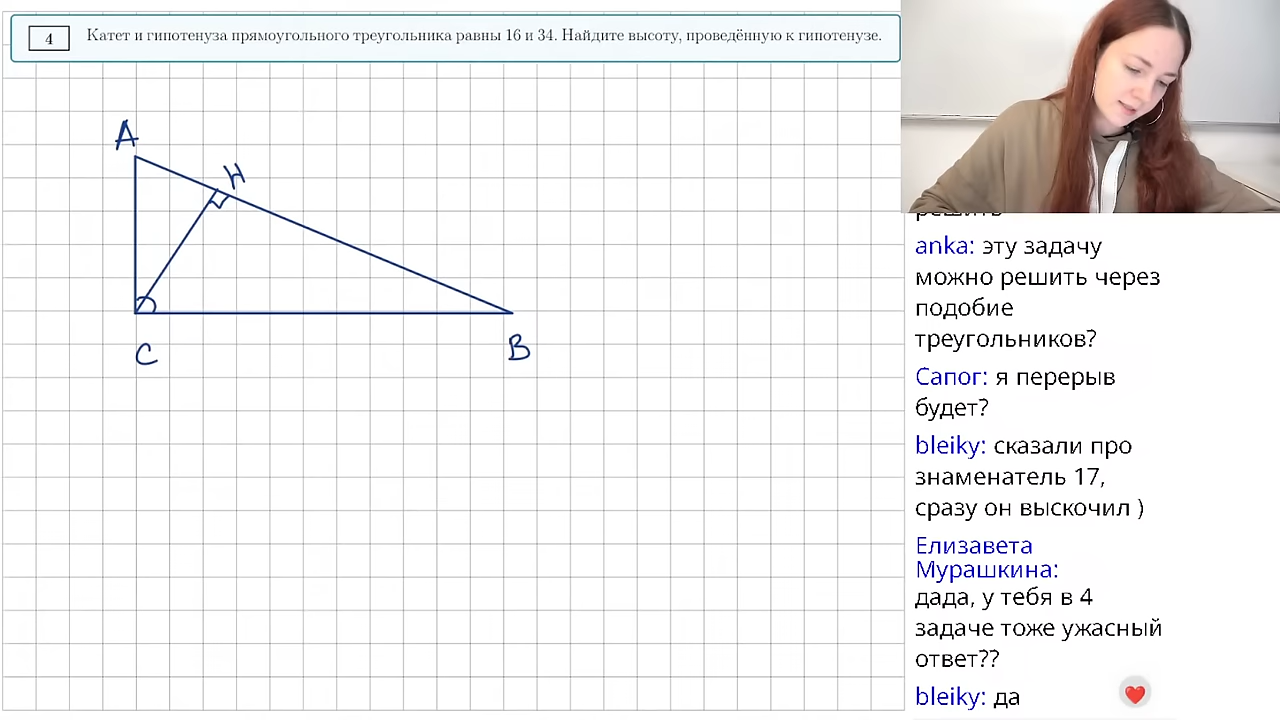 4 Катет и гипотенуза прямоугольного треугольника равны 16 и 34. Найдите высоту, проведённую к гипотенузе.
A
H
C
B
решить
anka: эту задачу
можно решить через
подобие
треугольников?
Сапог: я перерыв
будет?
bleiky: сказали про
знаменатель 17,
сразу он выскочил )
Елизавета
Мурашкина:
дада, у тебя в 4
задаче тоже ужасный
ответ??
bleiky: да